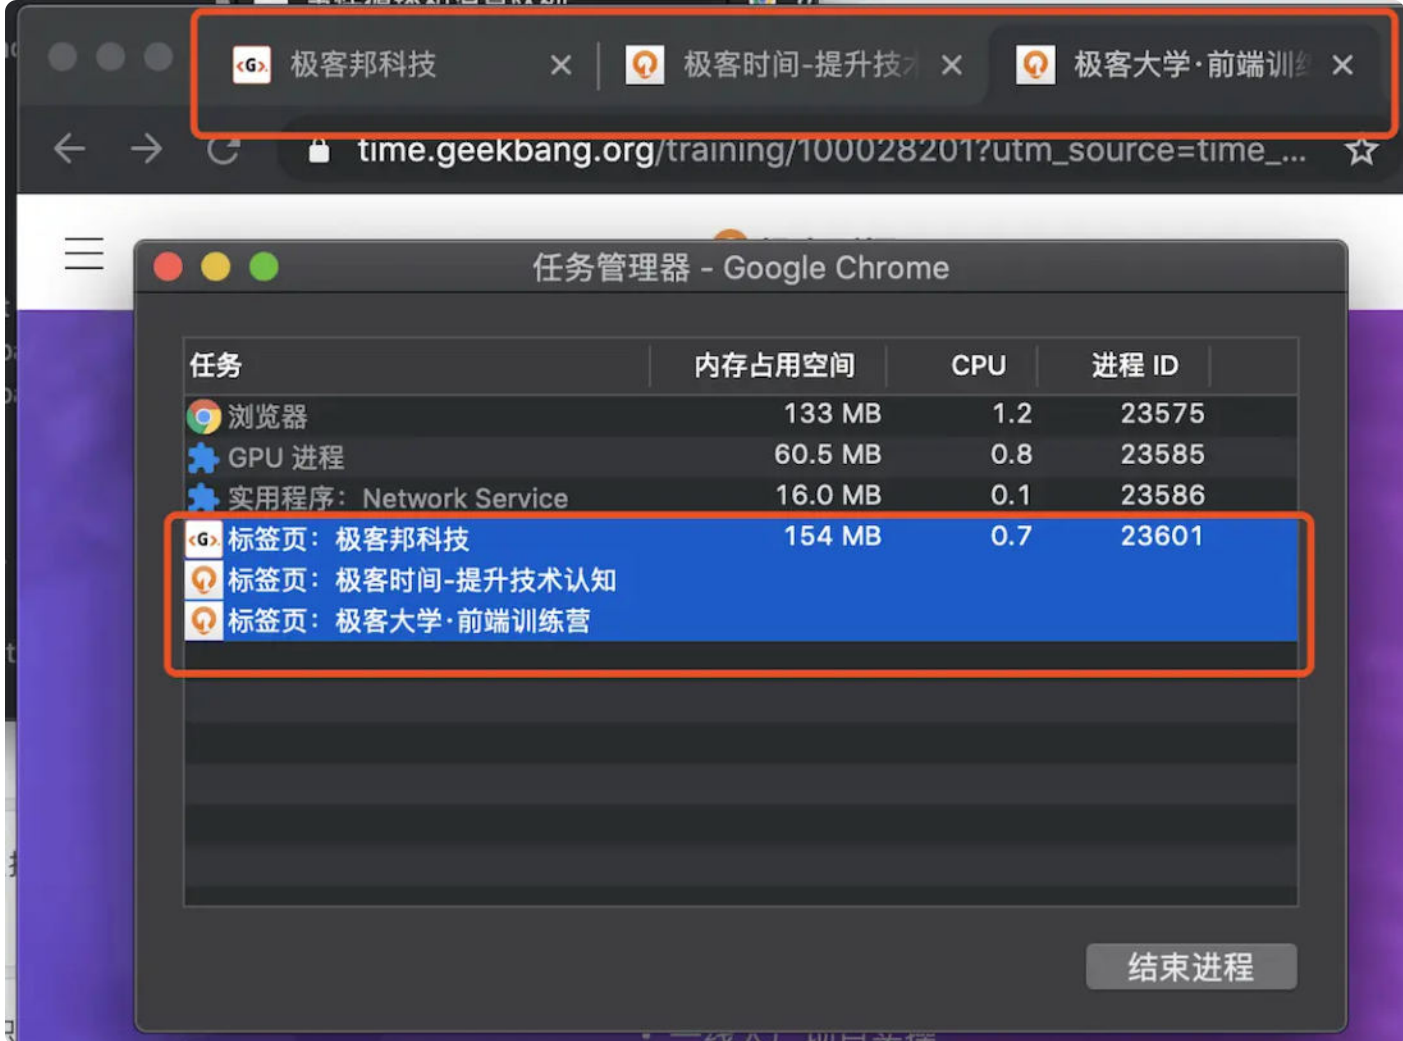 <G>. 极客邦科技 极客时间-提升技 极客大学·前端训
time.geekbang.org/training/100028201?utm_source=time_...
任务管理器 - Google Chrome
任务 内存占用空间 CPU 进程 ID
浏览器 133 MB 1.2 23575
GPU 进程 60.5 MB 0.8 23585
实用程序：Network Service 16.0 MB 0.1 23586
<G>. 标签页：极客邦科技 154 MB 0.7 23601
标签页：极客时间-提升技术认知
标签页：极客大学·前端训练营
结束进程